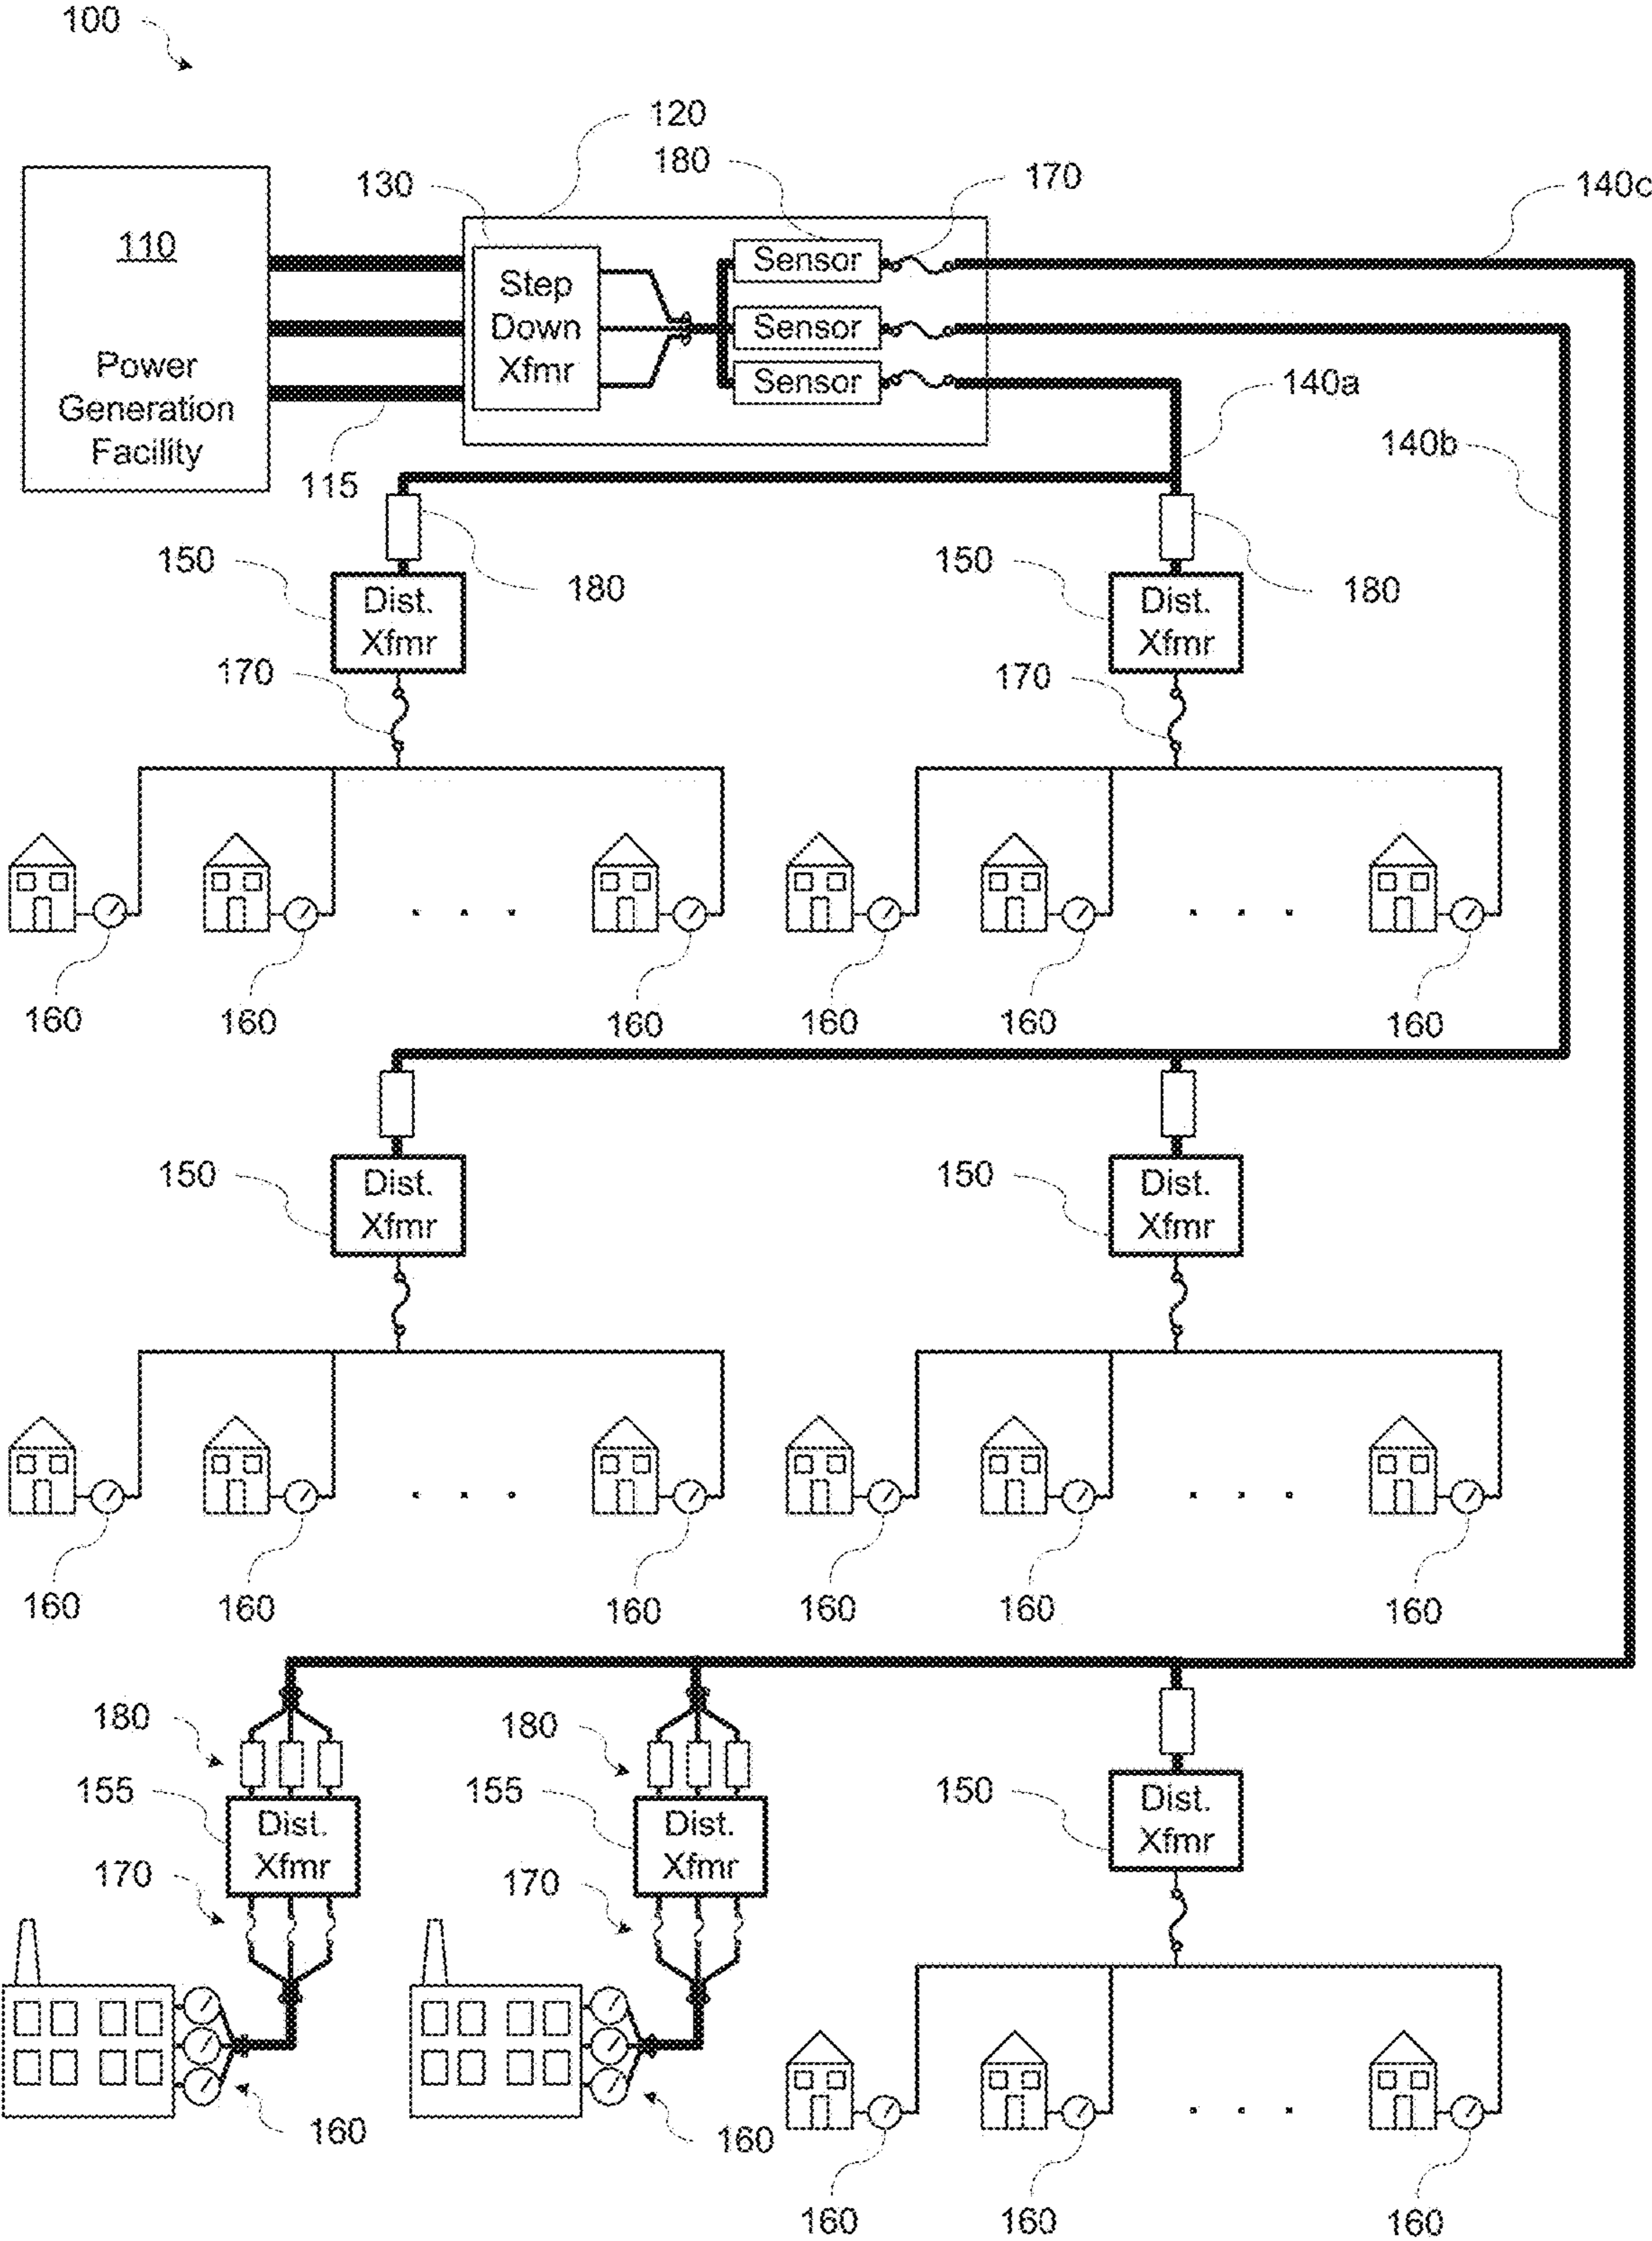 100
120
180
170
130
140c
110
Power
Generation
Facility
Step
Down
Xfmr
Sensor
Sensor
Sensor
140a
140b
115
150
180
150
180
Dist.
Xfmr
Dist.
Xfmr
170
170
160
160
160
160
160
160
150
150
Dist.
Xfmr
Dist.
Xfmr
160
160
160
160
160
160
180
180
155
155
150
Dist.
Xfmr
Dist.
Xfmr
Dist.
Xfmr
170
170
160
160
160
160
160